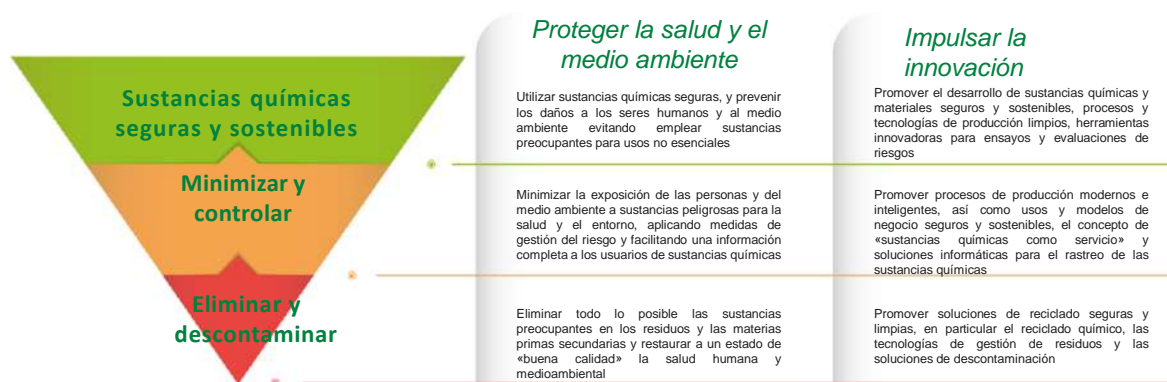 Sustancias químicas
seguras y sostenibles
Minimizar y
controlar
Eliminar y
descontaminar
Proteger la salud y el
medio ambiente
Utilizar sustancias químicas seguras, y prevenir
los daños a los seres humanos y al medio
ambiente evitando emplear sustancias
preocupantes para usos no esenciales
Minimizar la exposición de las personas y del
medio ambiente a sustancias peligrosas para la
salud y el entorno, aplicando medidas de
gestión del riesgo y facilitando una información
completa a los usuarios de sustancias químicas
Eliminar todo lo posible las sustancias
preocupantes en los residuos y las materias
primas secundarias y restaurar a un estado de
«buena calidad» la salud humana y
medioambiental
Impulsar la
innovación
Promover el desarrollo de sustancias químicas y
materiales seguros y sostenibles, procesos y
tecnologías de producción limpios, herramientas
innovadoras para ensayos y evaluaciones de
riesgos
Promover procesos de producción modernos e
inteligentes, así como usos y modelos de
negocio seguros y sostenibles, el concepto de
«sustancias químicas como servicio» y
soluciones informáticas para el rastreo de las
sustancias químicas
Promover soluciones de reciclado seguras y
limpias, en particular el reciclado químico, las
tecnologías de gestión de residuos y las
soluciones de descontaminación